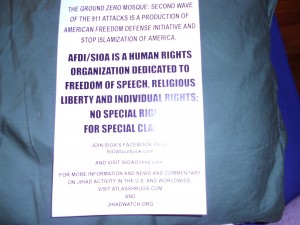 THE GROUND ZERO MOSQUE: SECOND WAVE
OF THE 911 ATTACKS IS A PRODUCTION OF
AMERICAN FREEDOM DEFENSE INITIATIVE AND
STOP ISLAMIZATION OF AMERICA.
AFDI/SIOA IS A HUMAN RIGHTS
ORGANIZATION DEDICATED TO
FREEDOM OF SPEECH, RELIGIOUS
LIBERTY AND INDIVIDUAL RIGHTS;
NO SPECIAL
FOR SPECIAL
JOIN SIOA'S FACEBOOK
AND VISIT
FOR MORE INFORMATION AND NEWS AND COMMENTARY
ON JIHAD ACTIVITY IN THE U.S. AND WORLDWIDE,
VISIT ATLASSHRUGS.COM
AND
JIHADWATCH.ORG